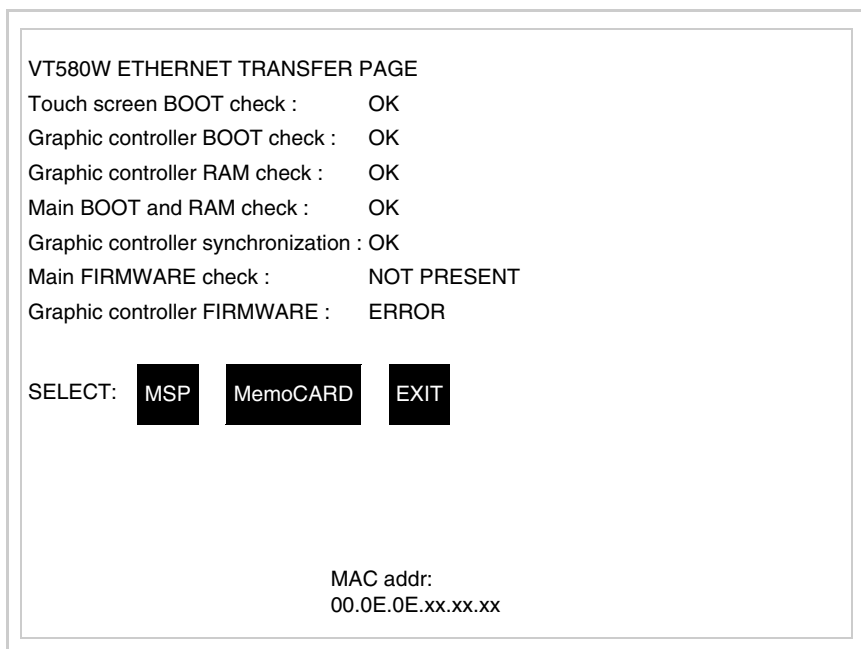 VT580W ETHERNET TRANSFER PAGE
Touch screen BOOT check : OK
Graphic controller BOOT check : OK
Graphic controller RAM check : OK
Main BOOT and RAM check : OK
Graphic controller synchronization : OK
Main FIRMWARE check : NOT PRESENT
Graphic controller FIRMWARE : ERROR
SELECT: MSP MemoCARD EXIT
MAC addr:
00.0E.0E.xx.xx.xx